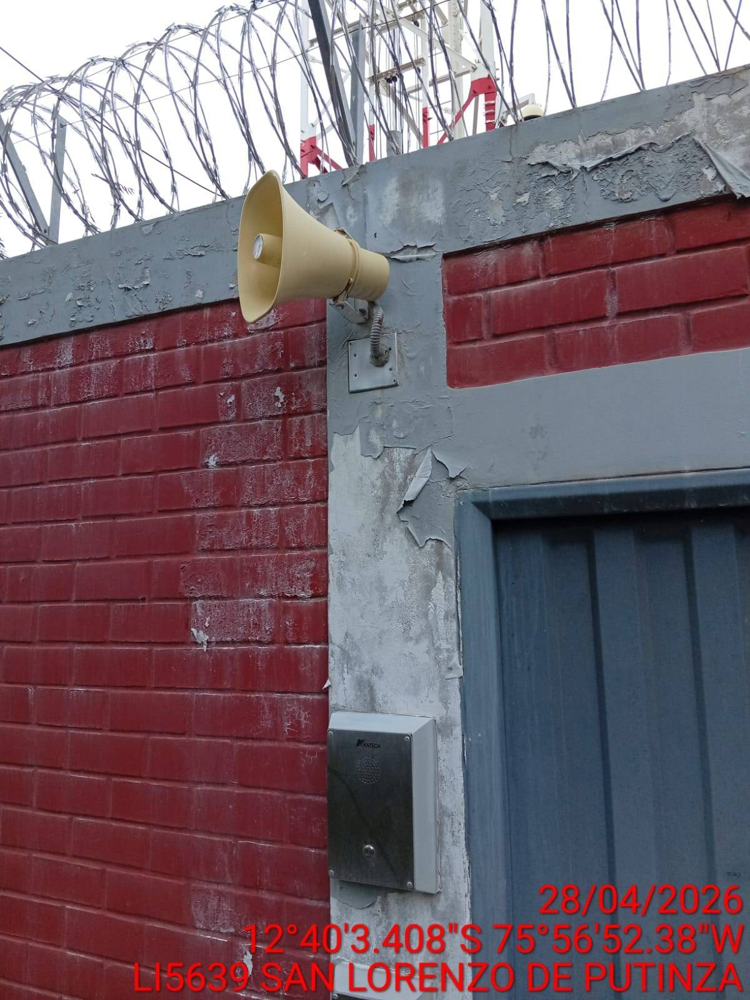 KNTECH
28/04/2026
12°40'3.408"S 75°56'52.38"W
LI5639 SAN LORENZO DE PUTINZA